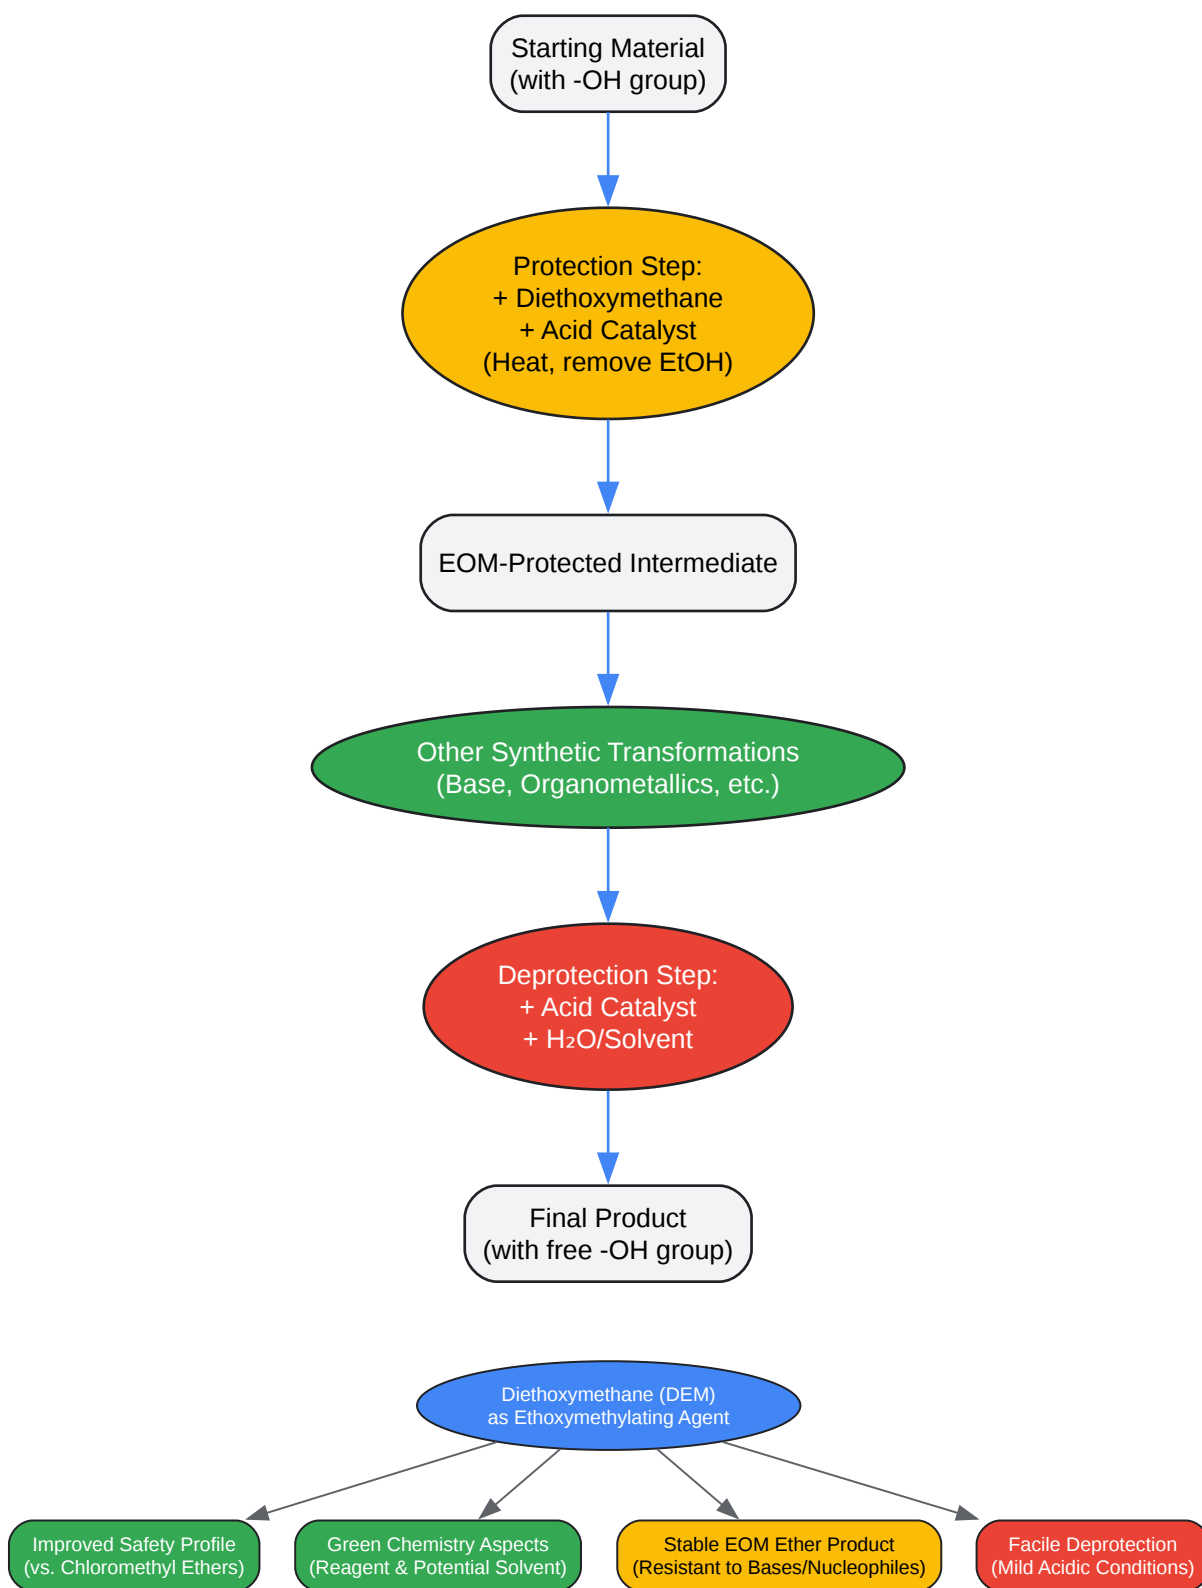 Starting Material
(with -OH group)
Protection Step:
+ Diethoxymethane
+ Acid Catalyst
(Heat, remove EtOH)
EOM-Protected Intermediate
Other Synthetic Transformations
(Base, Organometallics, etc.)
Deprotection Step:
+ Acid Catalyst
+ H₂O/Solvent
Final Product
(with free -OH group)
Diethoxymethane (DEM)
as Ethoxymethylating Agent
Improved Safety Profile
(vs. Chloromethyl Ethers)
Green Chemistry Aspects
(Reagent & Potential Solvent)
Stable EOM Ether Product
(Resistant to Bases/Nucleophiles)
Facile Deprotection
(Mild Acidic Conditions)